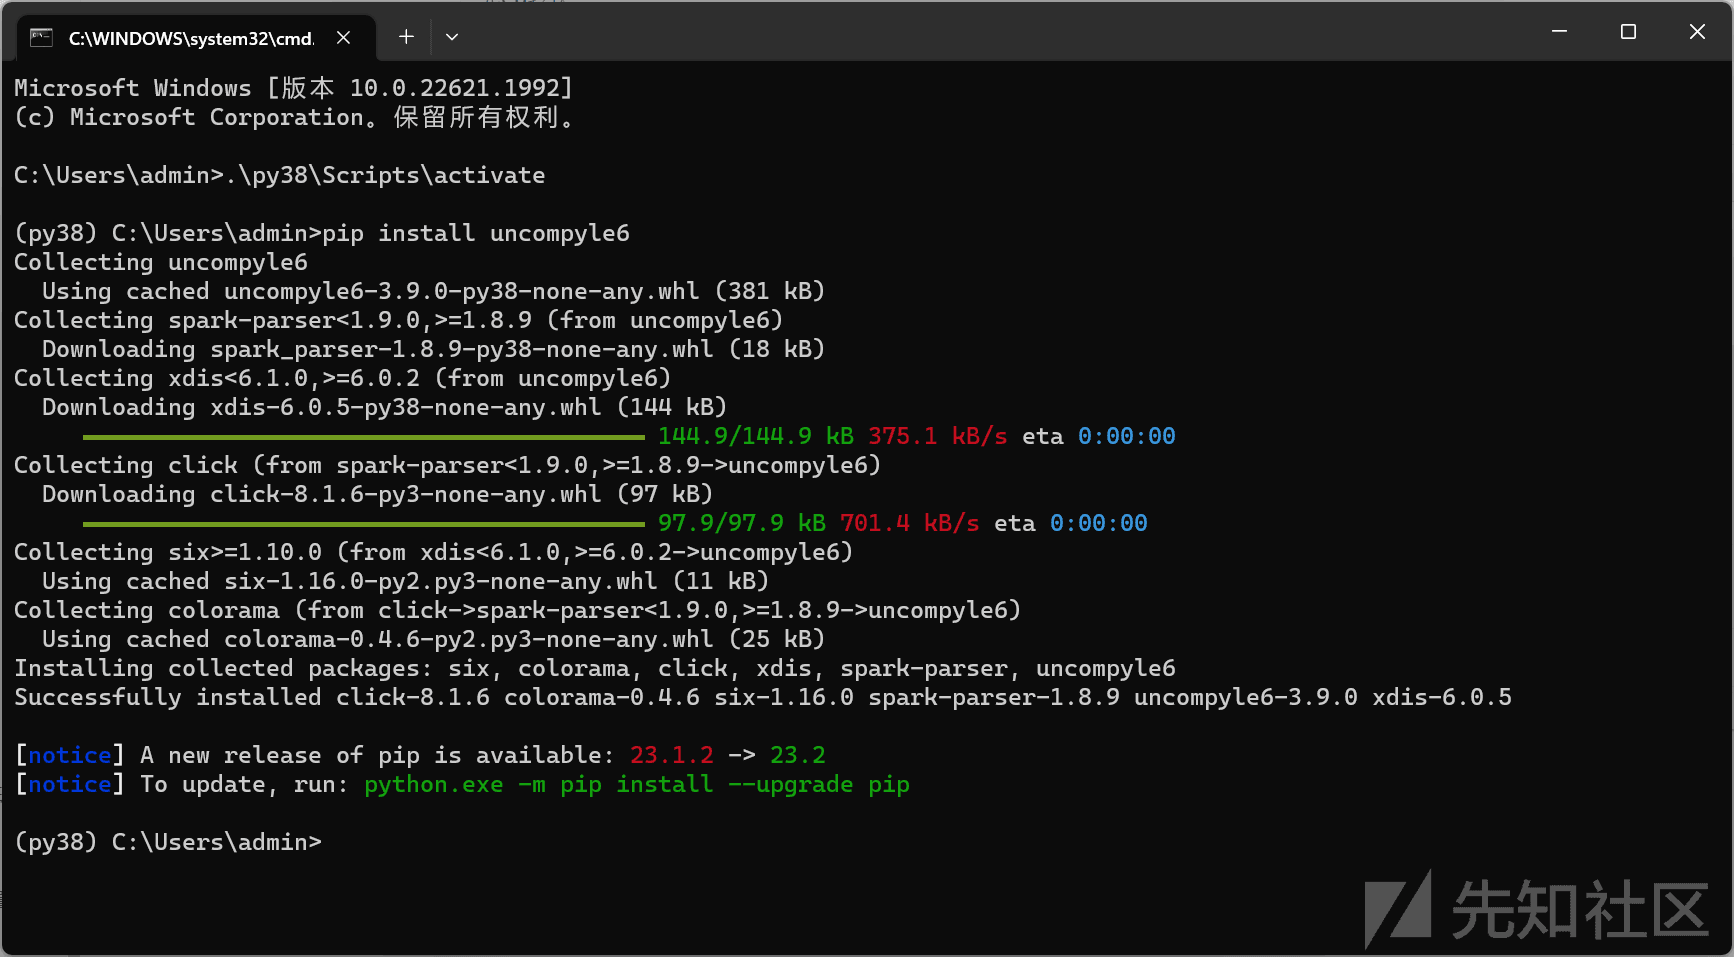 C:\WINDOWS\system32\cmd.
Microsoft Windows [版本 10.0.22621.1992]
(c) Microsoft Corporation。保留所有权利。
C:\Users\admin>.\py38\Scripts\activate
(py38) C:\Users\admin>pip install uncompyle6
Collecting uncompyle6
  Using cached uncompyle6-3.9.0-py38-none-any.whl (381 kB)
Collecting spark-parser<1.9.0,>=1.8.9 (from uncompyle6)
  Downloading spark_parser-1.8.9-py38-none-any.whl (18 kB)
Collecting xdis<6.1.0,>=6.0.2 (from uncompyle6)
  Downloading xdis-6.0.5-py38-none-any.whl (144 kB)
144.9/144.9 kB 375.1 kB/s eta 0:00:00
Collecting click (from spark-parser<1.9.0,>=1.8.9->uncompyle6)
  Downloading click-8.1.6-py3-none-any.whl (97 kB)
97.9/97.9 kB 701.4 kB/s eta 0:00:00
Collecting six>=1.10.0 (from xdis<6.1.0,>=6.0.2->uncompyle6)
  Using cached six-1.16.0-py2.py3-none-any.whl (11 kB)
Collecting colorama (from click->spark-parser<1.9.0,>=1.8.9->uncompyle6)
  Using cached colorama-0.4.6-py2.py3-none-any.whl (25 kB)
Installing collected packages: six, colorama, click, xdis, spark-parser, uncompyle6
Successfully installed click-8.1.6 colorama-0.4.6 six-1.16.0 spark-parser-1.8.9 uncompyle6-3.9.0 xdis-6.0.5
[notice] A new release of pip is available: 23.1.2 -> 23.2
[notice] To update, run: python.exe -m pip install --upgrade pip
(py38) C:\Users\admin>
先知社区